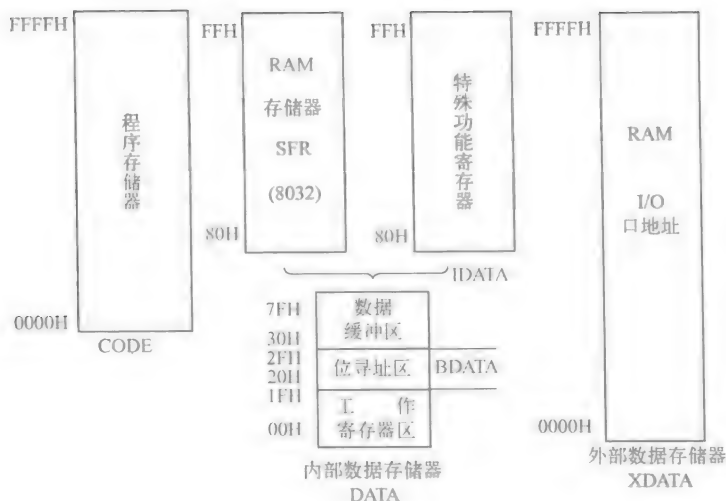 FFFFH
程序存储器
0000H
CODE
FFH
RAM
存储器
SFR
(8032)
80H
FFH
特殊功能寄存器
80H
IDATA
7FH
数据
缓冲区
30H
2FH
位寻址区
BDATA
20H
1FH
工 作
寄存器区
00H
内部数据存储器
DATA
FFFFH
RAM
I/O
口地址
0000H
外部数据存储器
XDATA